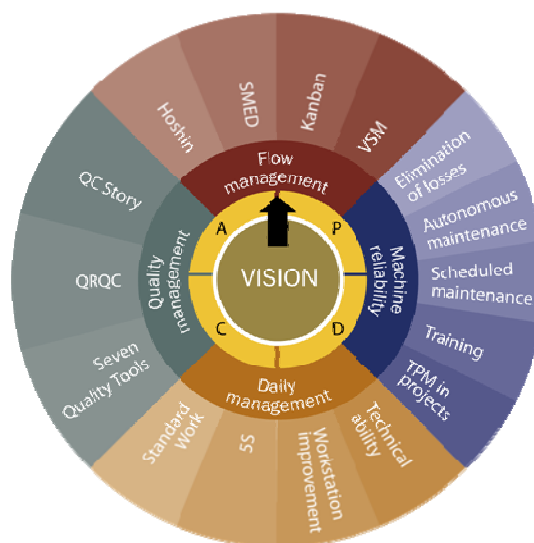 Hoshin
SMED
Kanban
VSM
Elimination
of losses
Autonomous
maintenance
Scheduled
maintenance
Training
TPM in
projects
Technical
ability
Workstation
improvement
5S
Standard
Work
Seven
Quality Tools
QRQC
QC Story
Flow
management
Machine
reliability
Daily
management
Quality
management
A
P
D
C
VISION